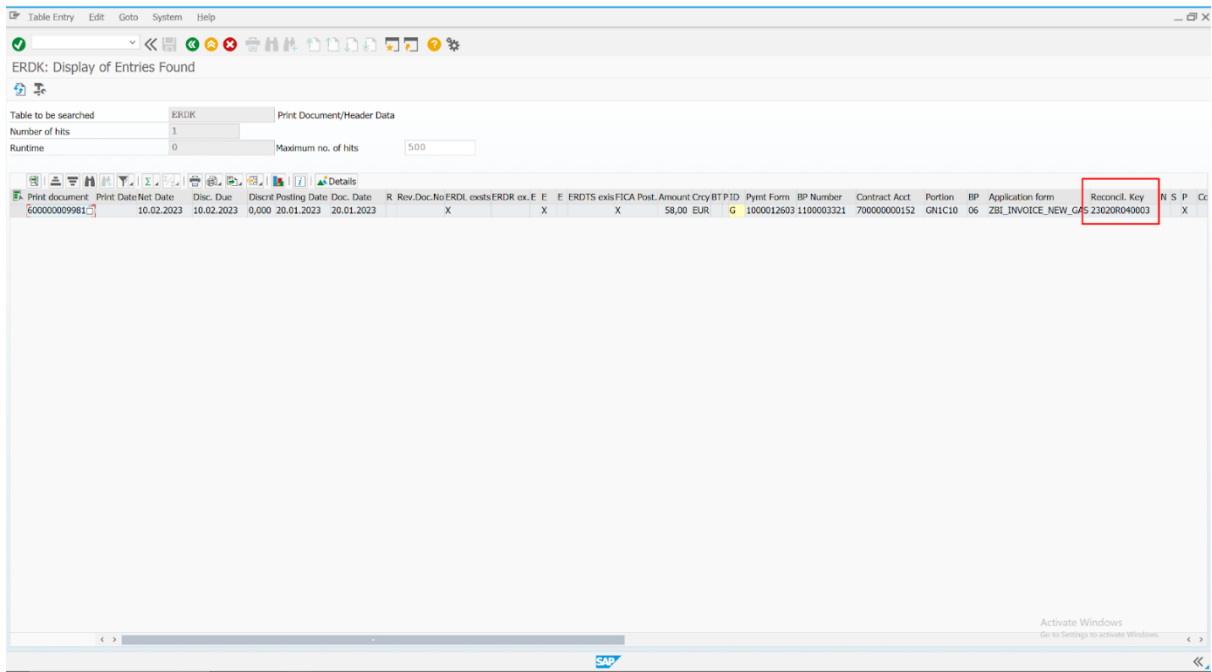 Table Entry Edit Goto System Help
ERDK: Display of Entries Found
Table to be searched ERDK Print Document/Header Data
Number of hits 1
Runtime 0 Maximum no. of hits 500
Details
Print document Print Date Net Date Disc. Due Discnt Posting Date Doc. Date R Rev.Doc.No ERDL exsts ERDR ex. E E E ERDTS exis FICA Post. Amount Crcy BT P ID Pymt Form BP Number Contract Acct Portion BP Application form Reconcil. Key N S P Cc
600000009981 10.02.2023 10.02.2023 0,000 20.01.2023 20.01.2023 X X X 58,00 EUR G 1000012603 1100003321 700000000152 GN1C10 06 ZBI_INVOICE_NEW_GAS 23020R040003 X
Activate Windows
Go to Settings to activate Windows.
SAP